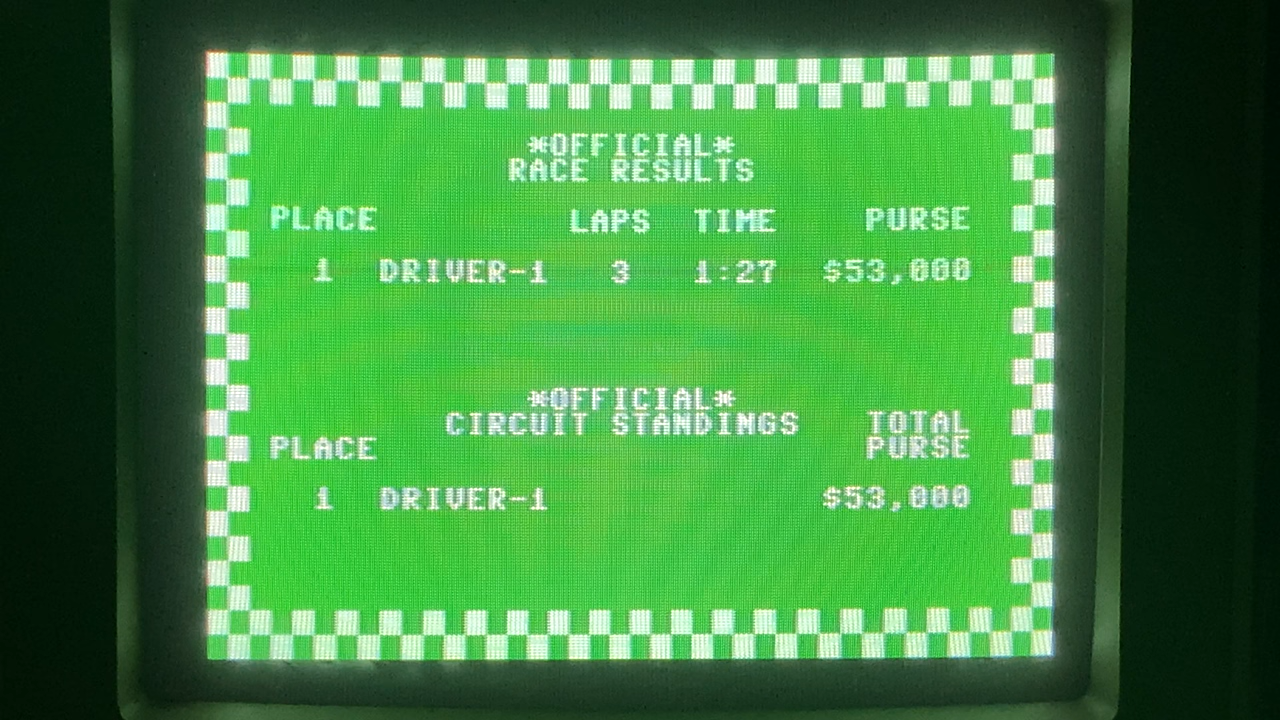 *OFFICIAL*
RACE RESULTS
PLACE LAPS TIME PURSE
1 DRIVER-1 3 1:27 $53,000
*OFFICIAL*
CIRCUIT STANDINGS TOTAL
PLACE PURSE
1 DRIVER-1 $53,000